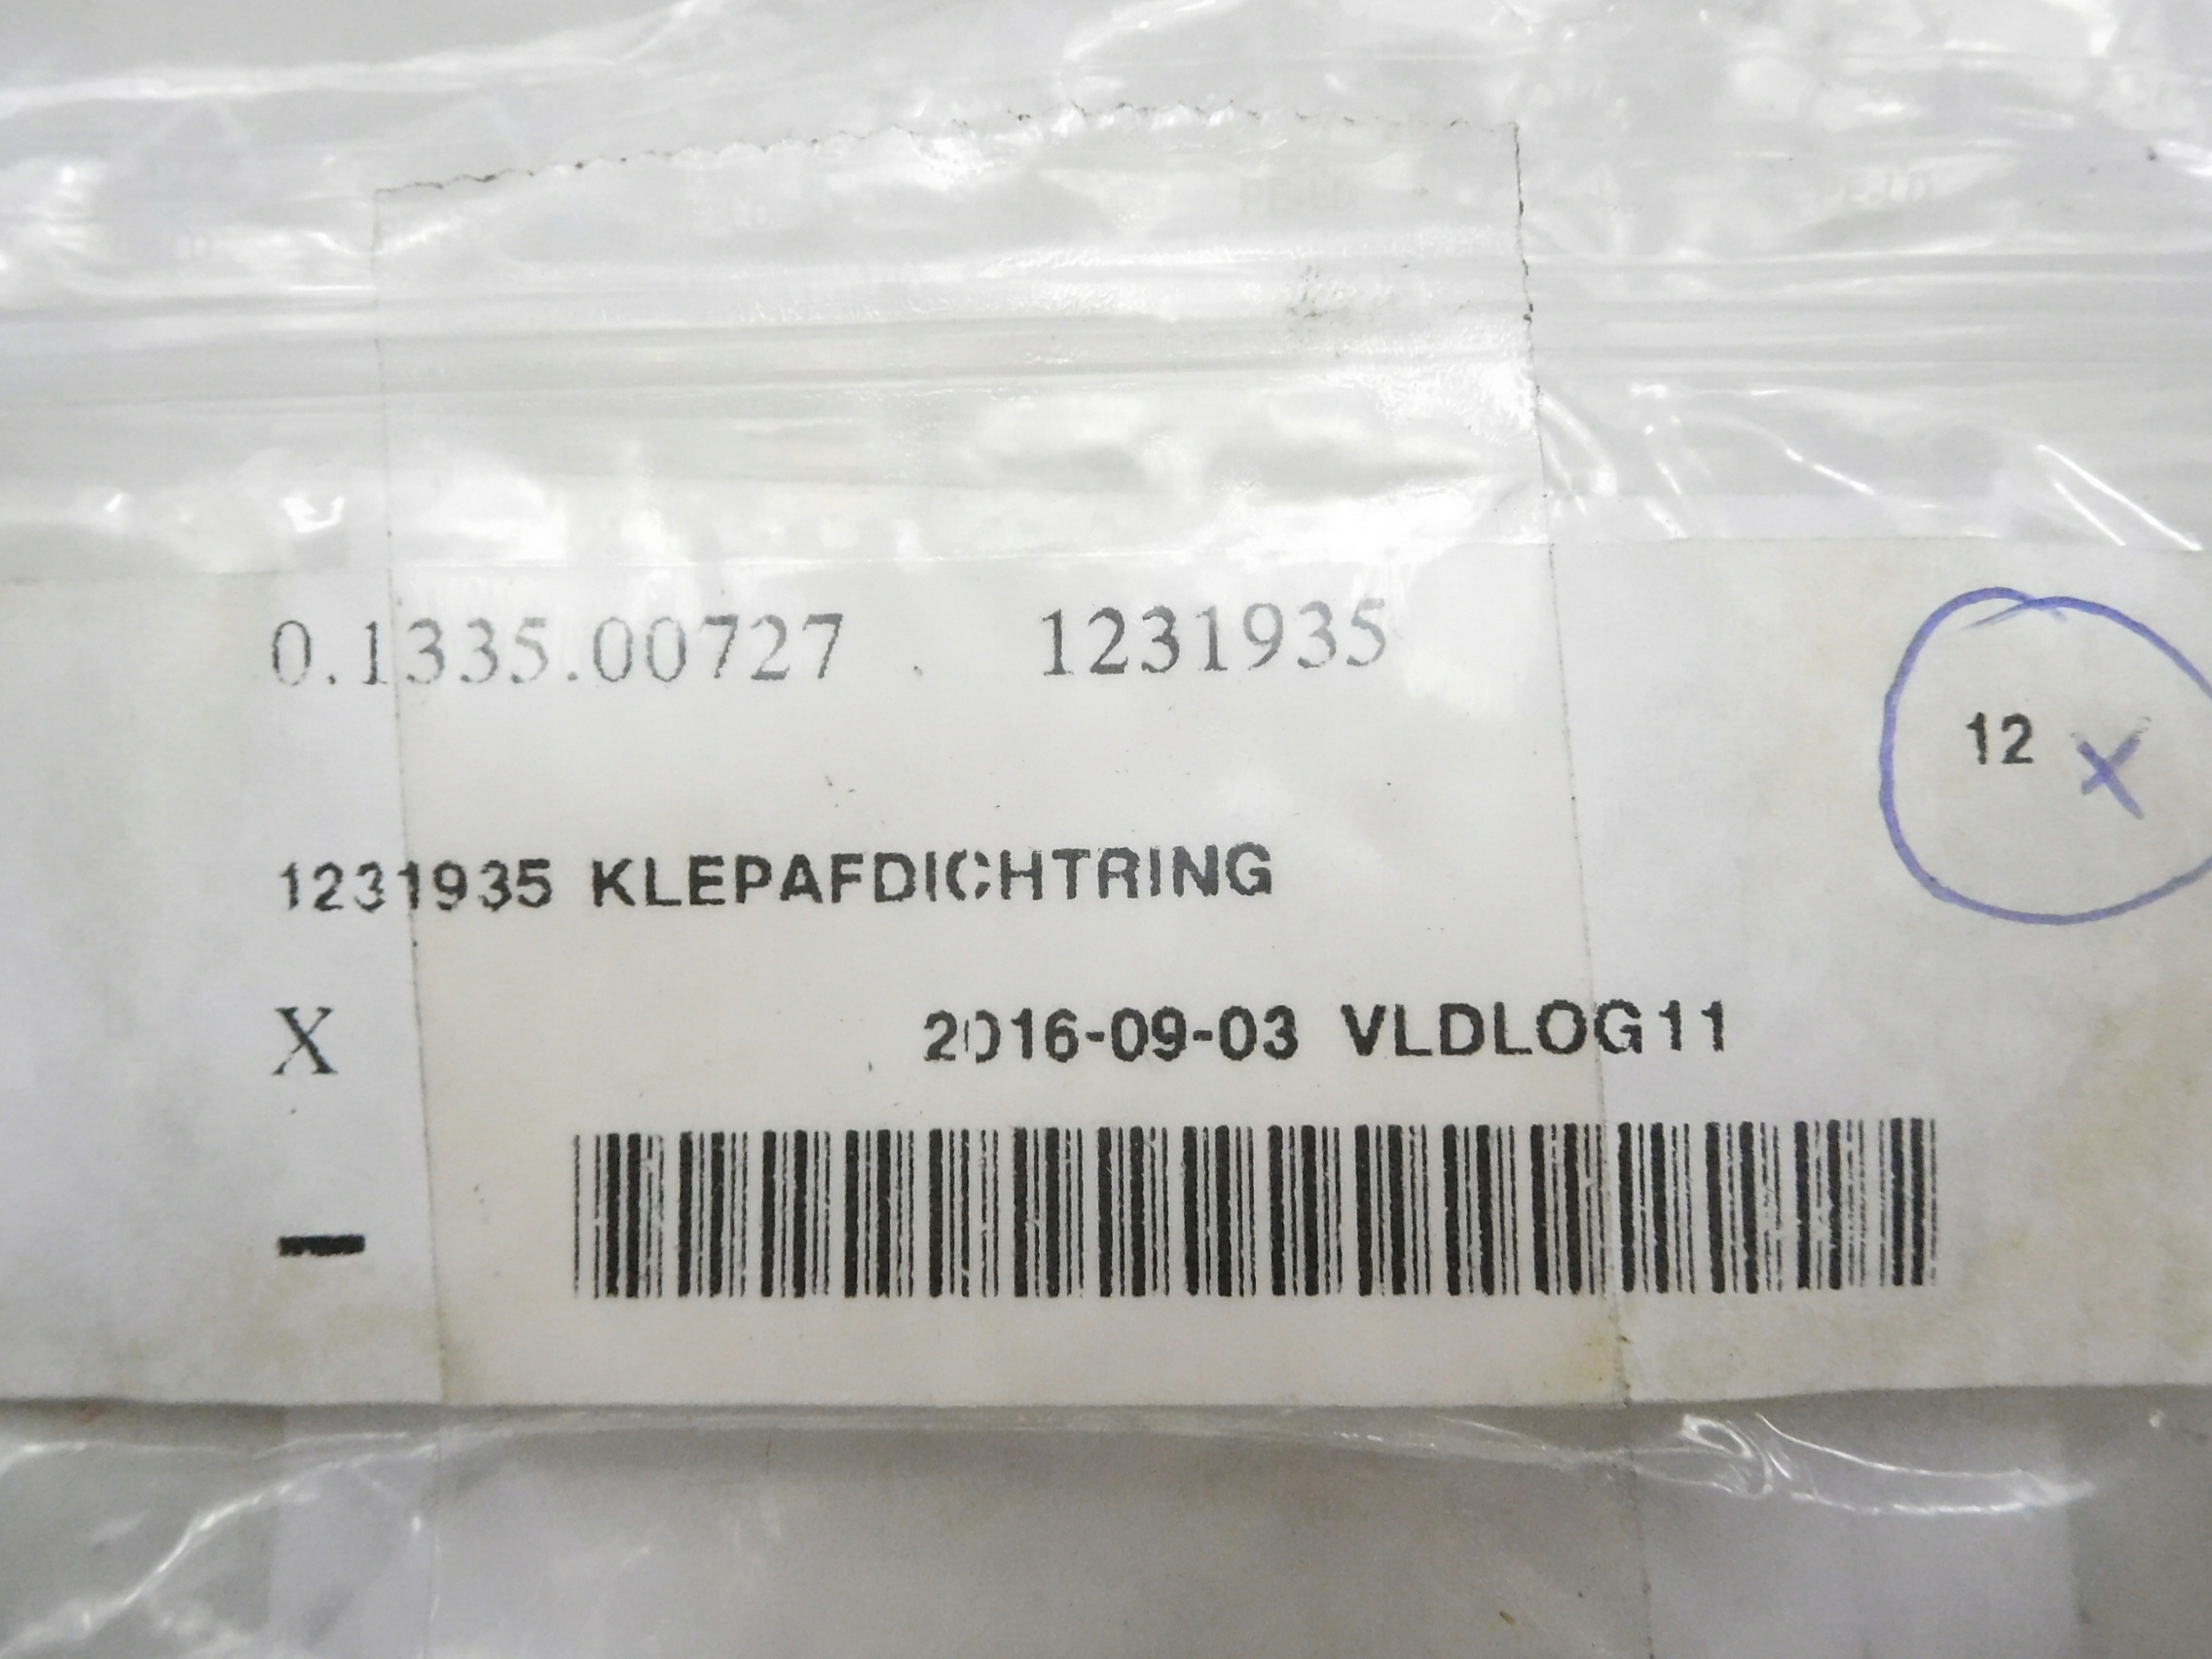 0.1335.00727 1231935
12 X
1231935 KLEPAFDICHTRING
X 2016-09-03 VLDLOG11